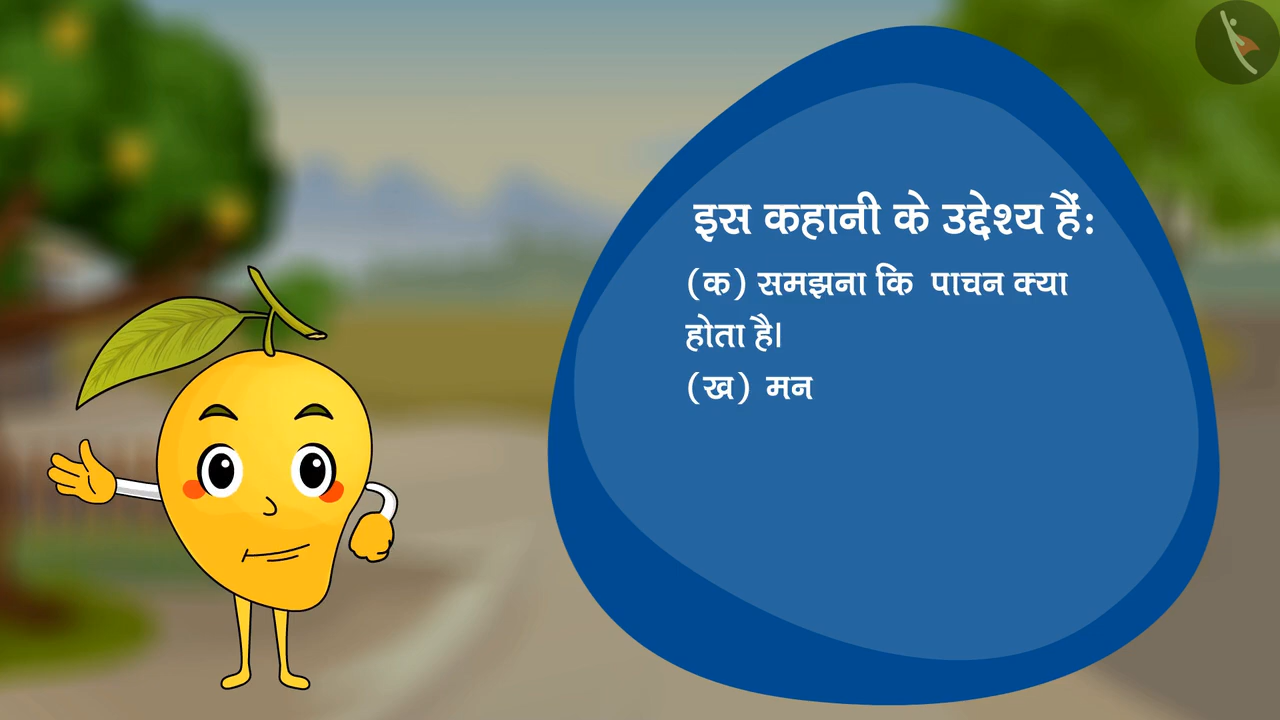 इस कहानी के उद्देश्य हैं:
(क) समझना कि पाचन क्या
होता है।
(ख) मन